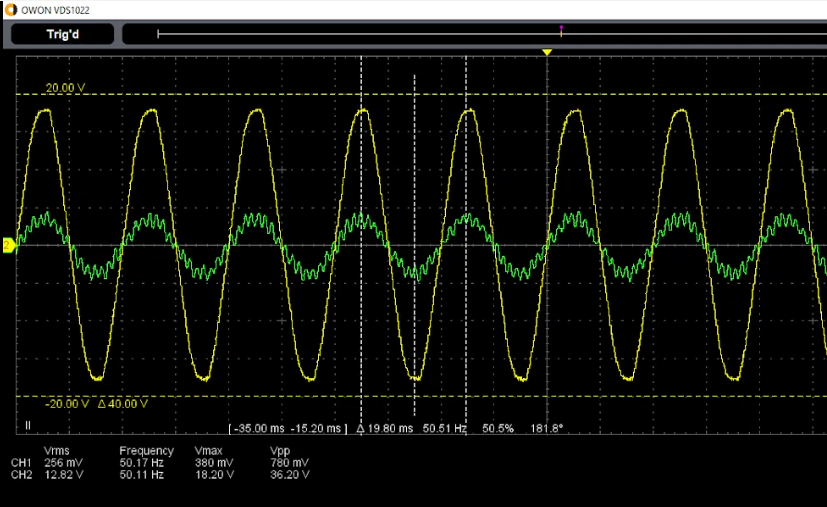 OWON VDS1022
Trig'd
20.00 V
2
-20.00 V Δ 40.00 V
II
[ -35.00 ms -15.20 ms ] Δ 19.80 ms 50.51 Hz 50.5% 181.8°
Vrms Frequency Vmax Vpp
CH1 256 mV 50.17 Hz 380 mV 780 mV
CH2 12.82 V 50.11 Hz 18.20 V 36.20 V